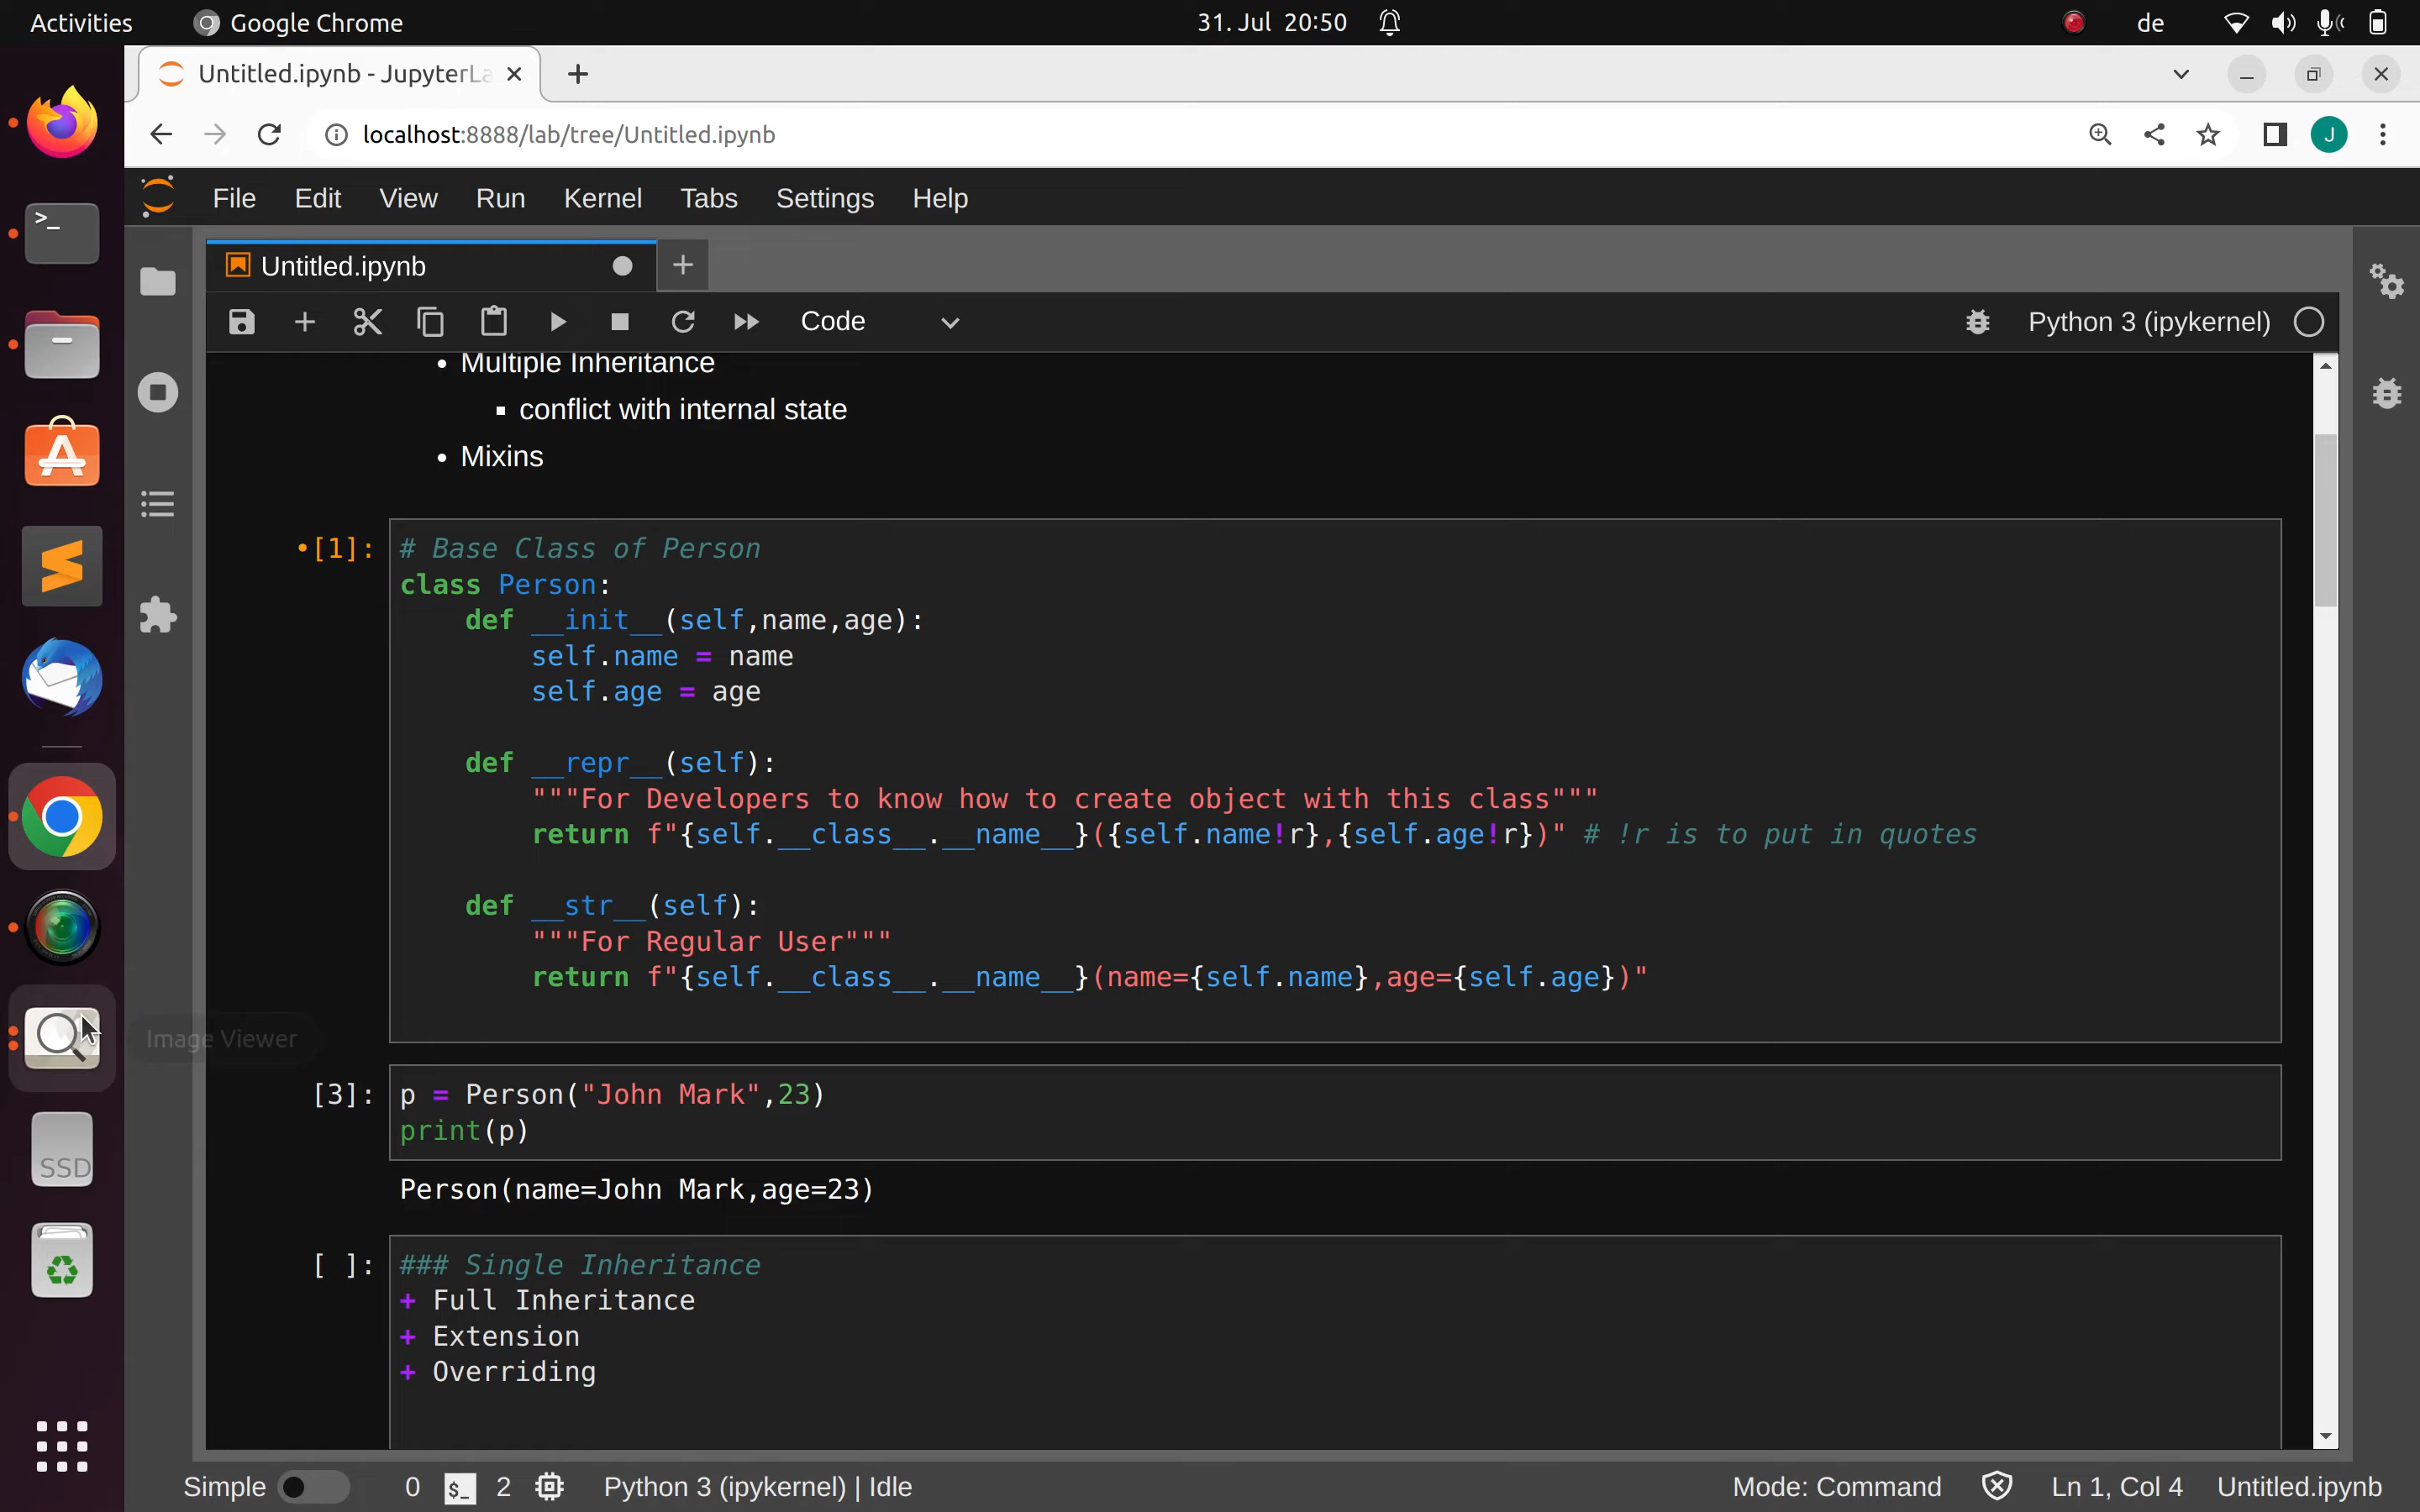 Activities
Google Chrome
31. Jul 20:50
de
Untitled.ipynb - JupyterLa
localhost:8888/lab/tree/Untitled.ipynb
J
File Edit View Run Kernel Tabs Settings Help
Untitled.ipynb
Code
Python 3 (ipykernel)
• Multiple Inheritance
▪ conflict with internal state
• Mixins
•[1]:
# Base Class of Person
class Person:
    def __init__(self,name,age):
        self.name = name
        self.age = age
    def __repr__(self):
        """For Developers to know how to create object with this class"""
        return f"{self.__class__.__name__}({self.name!r},{self.age!r})" # !r is to put in quotes
    def __str__(self):
        """For Regular User"""
        return f"{self.__class__.__name__}(name={self.name},age={self.age})"
Image Viewer
[3]:
p = Person("John Mark",23)
print(p)
Person(name=John Mark,age=23)
SSD
[ ]:
### Single Inheritance
+ Full Inheritance
+ Extension
+ Overriding
Simple
0
$_
2
Python 3 (ipykernel) | Idle
Mode: Command
Ln 1, Col 4
Untitled.ipynb